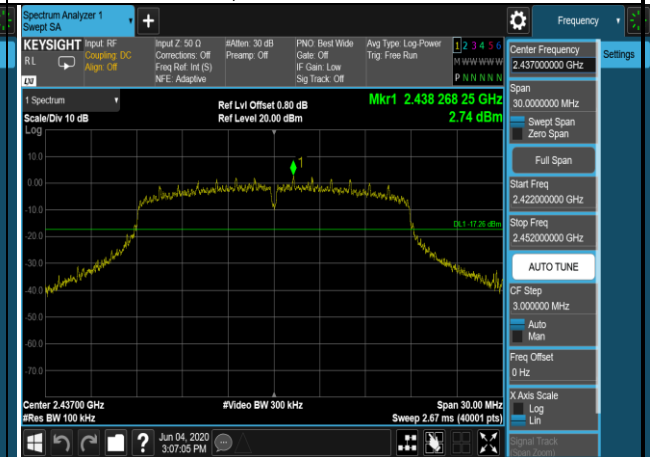 Spectrum Analyzer 1
Swept SA
+
Frequency
Settings
KEYSIGHT
RL
Input: RF
Coupling: DC
Align: Off
Input Z: 50 Ω
Corrections: Off
Freq Ref: Int (S)
NFE: Adaptive
#Atten: 30 dB
Preamp: Off
PNO: Best Wide
Gate: Off
IF Gain: Low
Sig Track: Off
Avg Type: Log-Power
Trig: Free Run
1 2 3 4 5 6
M W W W W W
P N N N N N
LXI
1 Spectrum
Scale/Div 10 dB
Ref Lvl Offset 0.80 dB
Ref Level 20.00 dBm
Mkr1 2.438 268 25 GHz
2.74 dBm
Log
10.0
0.00
-10.0
-20.0
-30.0
-40.0
-50.0
-60.0
-70.0
1
DL1 -17.26 dBm
Center 2.43700 GHz
#Res BW 100 kHz
#Video BW 300 kHz
Span 30.00 MHz
Sweep 2.67 ms (40001 pts)
Center Frequency
2.437000000 GHz
Span
30.0000000 MHz
Swept Span
Zero Span
Full Span
Start Freq
2.422000000 GHz
Stop Freq
2.452000000 GHz
AUTO TUNE
CF Step
3.000000 MHz
Auto
Man
Freq Offset
0 Hz
X Axis Scale
Log
Lin
Signal Track
(Span Zoom)
?
Jun 04, 2020
3:07:05 PM